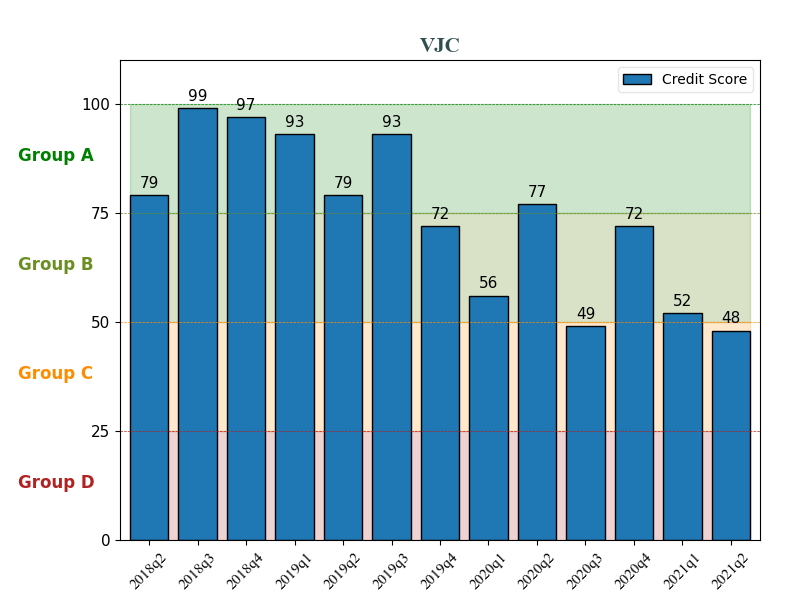 VJC
Credit Score
100
75
50
25
0
Group A
Group B
Group C
Group D
79
99
97
93
79
93
72
56
77
49
72
52
48
2018q2
2018q3
2018q4
2019q1
2019q2
2019q3
2019q4
2020q1
2020q2
2020q3
2020q4
2021q1
2021q2